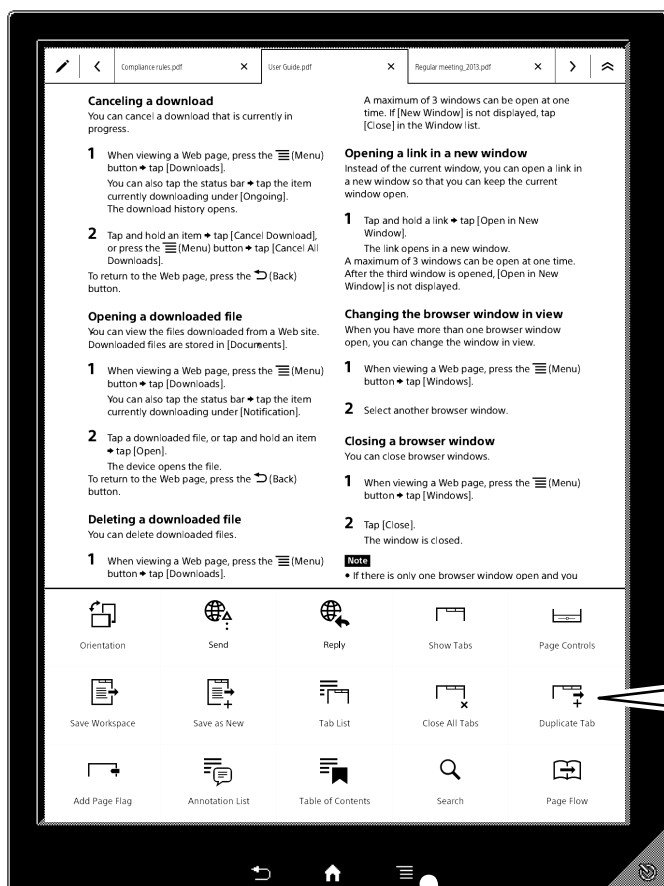 Compliance rules.pdf
User Guide.pdf
Regular meeting_2013.pdf
Canceling a download
You can cancel a download that is currently in
progress.
1 When viewing a Web page, press the (Menu)
button tap [Downloads].
You can also tap the status bar tap the item
currently downloading under [Ongoing].
The download history opens.
2 Tap and hold an item tap [Cancel Download],
or press the (Menu) button tap [Cancel All
Downloads].
To return to the Web page, press the (Back)
button.
Opening a downloaded file
You can view the files downloaded from a Web site.
Downloaded files are stored in [Documents].
1 When viewing a Web page, press the (Menu)
button tap [Downloads].
You can also tap the status bar tap the item
currently downloading under [Notification].
2 Tap a downloaded file, or tap and hold an item
tap [Open].
The device opens the file.
To return to the Web page, press the (Back)
button.
Deleting a downloaded file
You can delete downloaded files.
1 When viewing a Web page, press the (Menu)
button tap [Downloads].
A maximum of 3 windows can be open at one
time. If [New Window] is not displayed, tap
[Close] in the Window list.
Opening a link in a new window
Instead of the current window, you can open a link in
a new window so that you can keep the current
window open.
1 Tap and hold a link tap [Open in New
Window].
The link opens in a new window.
A maximum of 3 windows can be open at one time.
After the third window is opened, [Open in New
Window] is not displayed.
Changing the browser window in view
When you have more than one browser window
open, you can change the window in view.
1 When viewing a Web page, press the (Menu)
button tap [Windows].
2 Select another browser window.
Closing a browser window
You can close browser windows.
1 When viewing a Web page, press the (Menu)
button tap [Windows].
2 Tap [Close].
The window is closed.
Note
• If there is only one browser window open and you
Orientation
Send
Reply
Show Tabs
Page Controls
Save Workspace
Save as New
Tab List
Close All Tabs
Duplicate Tab
Add Page Flag
Annotation List
Table of Contents
Search
Page Flow